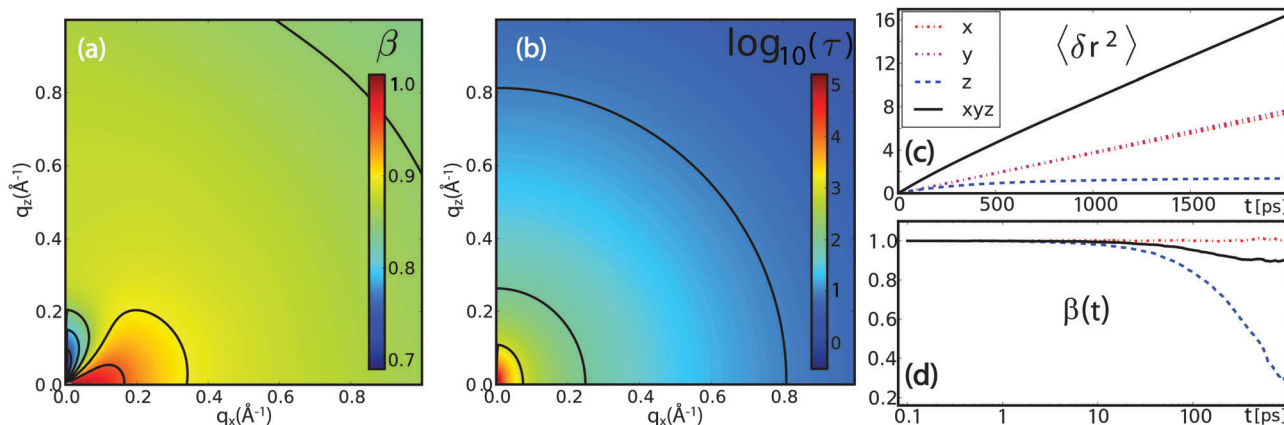 (a)
β
1.0
0.9
0.8
0.7
0.8
0.6
0.4
0.2
0.0
0.0 0.2 0.4 0.6 0.8
qz(Å-1)
qx(Å-1)
(b)
log10(τ)
5
4
3
2
1
0
0.8
0.6
0.4
0.2
0.0
0.0 0.2 0.4 0.6 0.8
qz(Å-1)
qx(Å-1)
x
y
z
xyz
⟨δr2⟩
(c)
16
12
8
4
0
0 500 1000 1500 t[ps]
1.0
0.8
0.6
0.4
0.2
β(t)
(d)
0.1 1 10 100 t[ps]